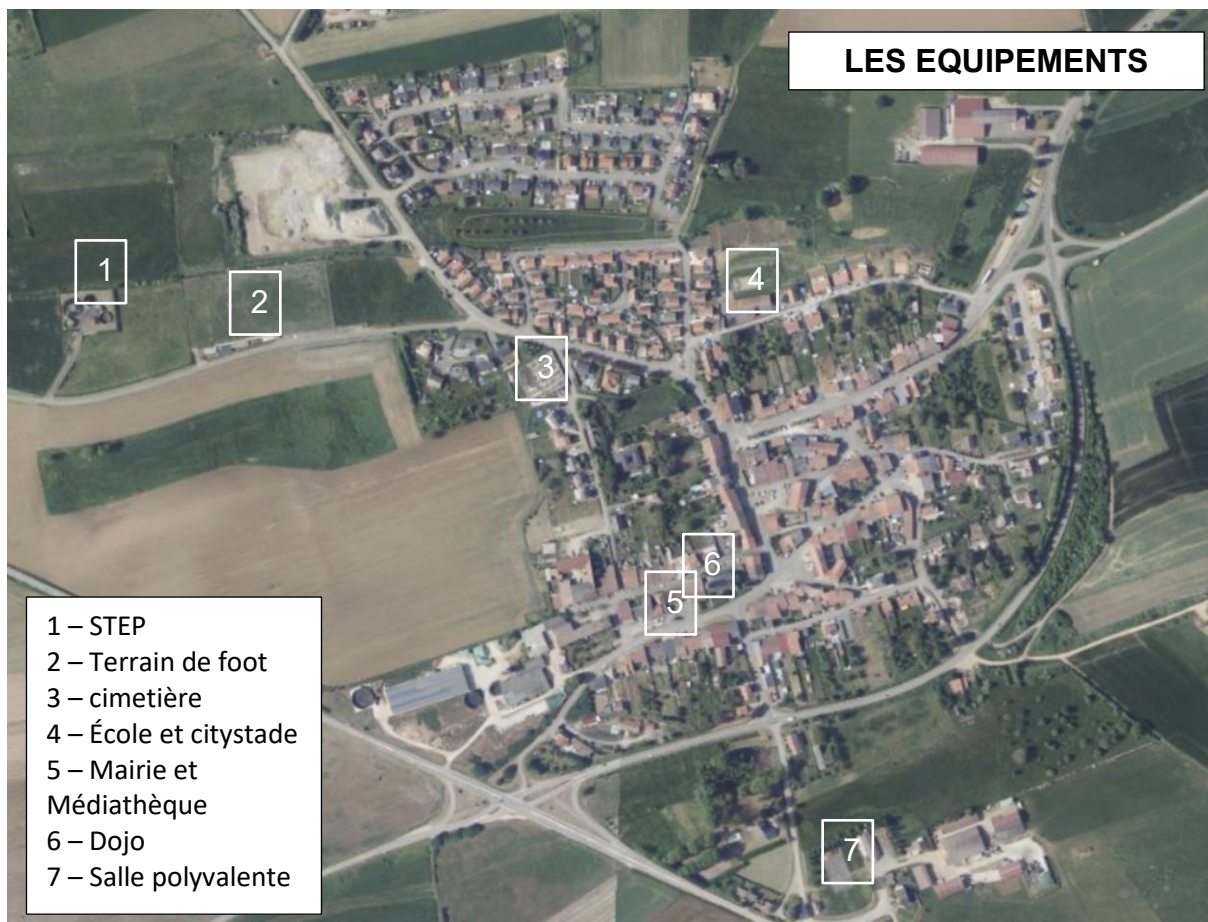 LES EQUIPEMENTS
1
2
4
3
6
5
7
1 – STEP
2 – Terrain de foot
3 – cimetière
4 – École et citystade
5 – Mairie et
Médiathèque
6 – Dojo
7 – Salle polyvalente